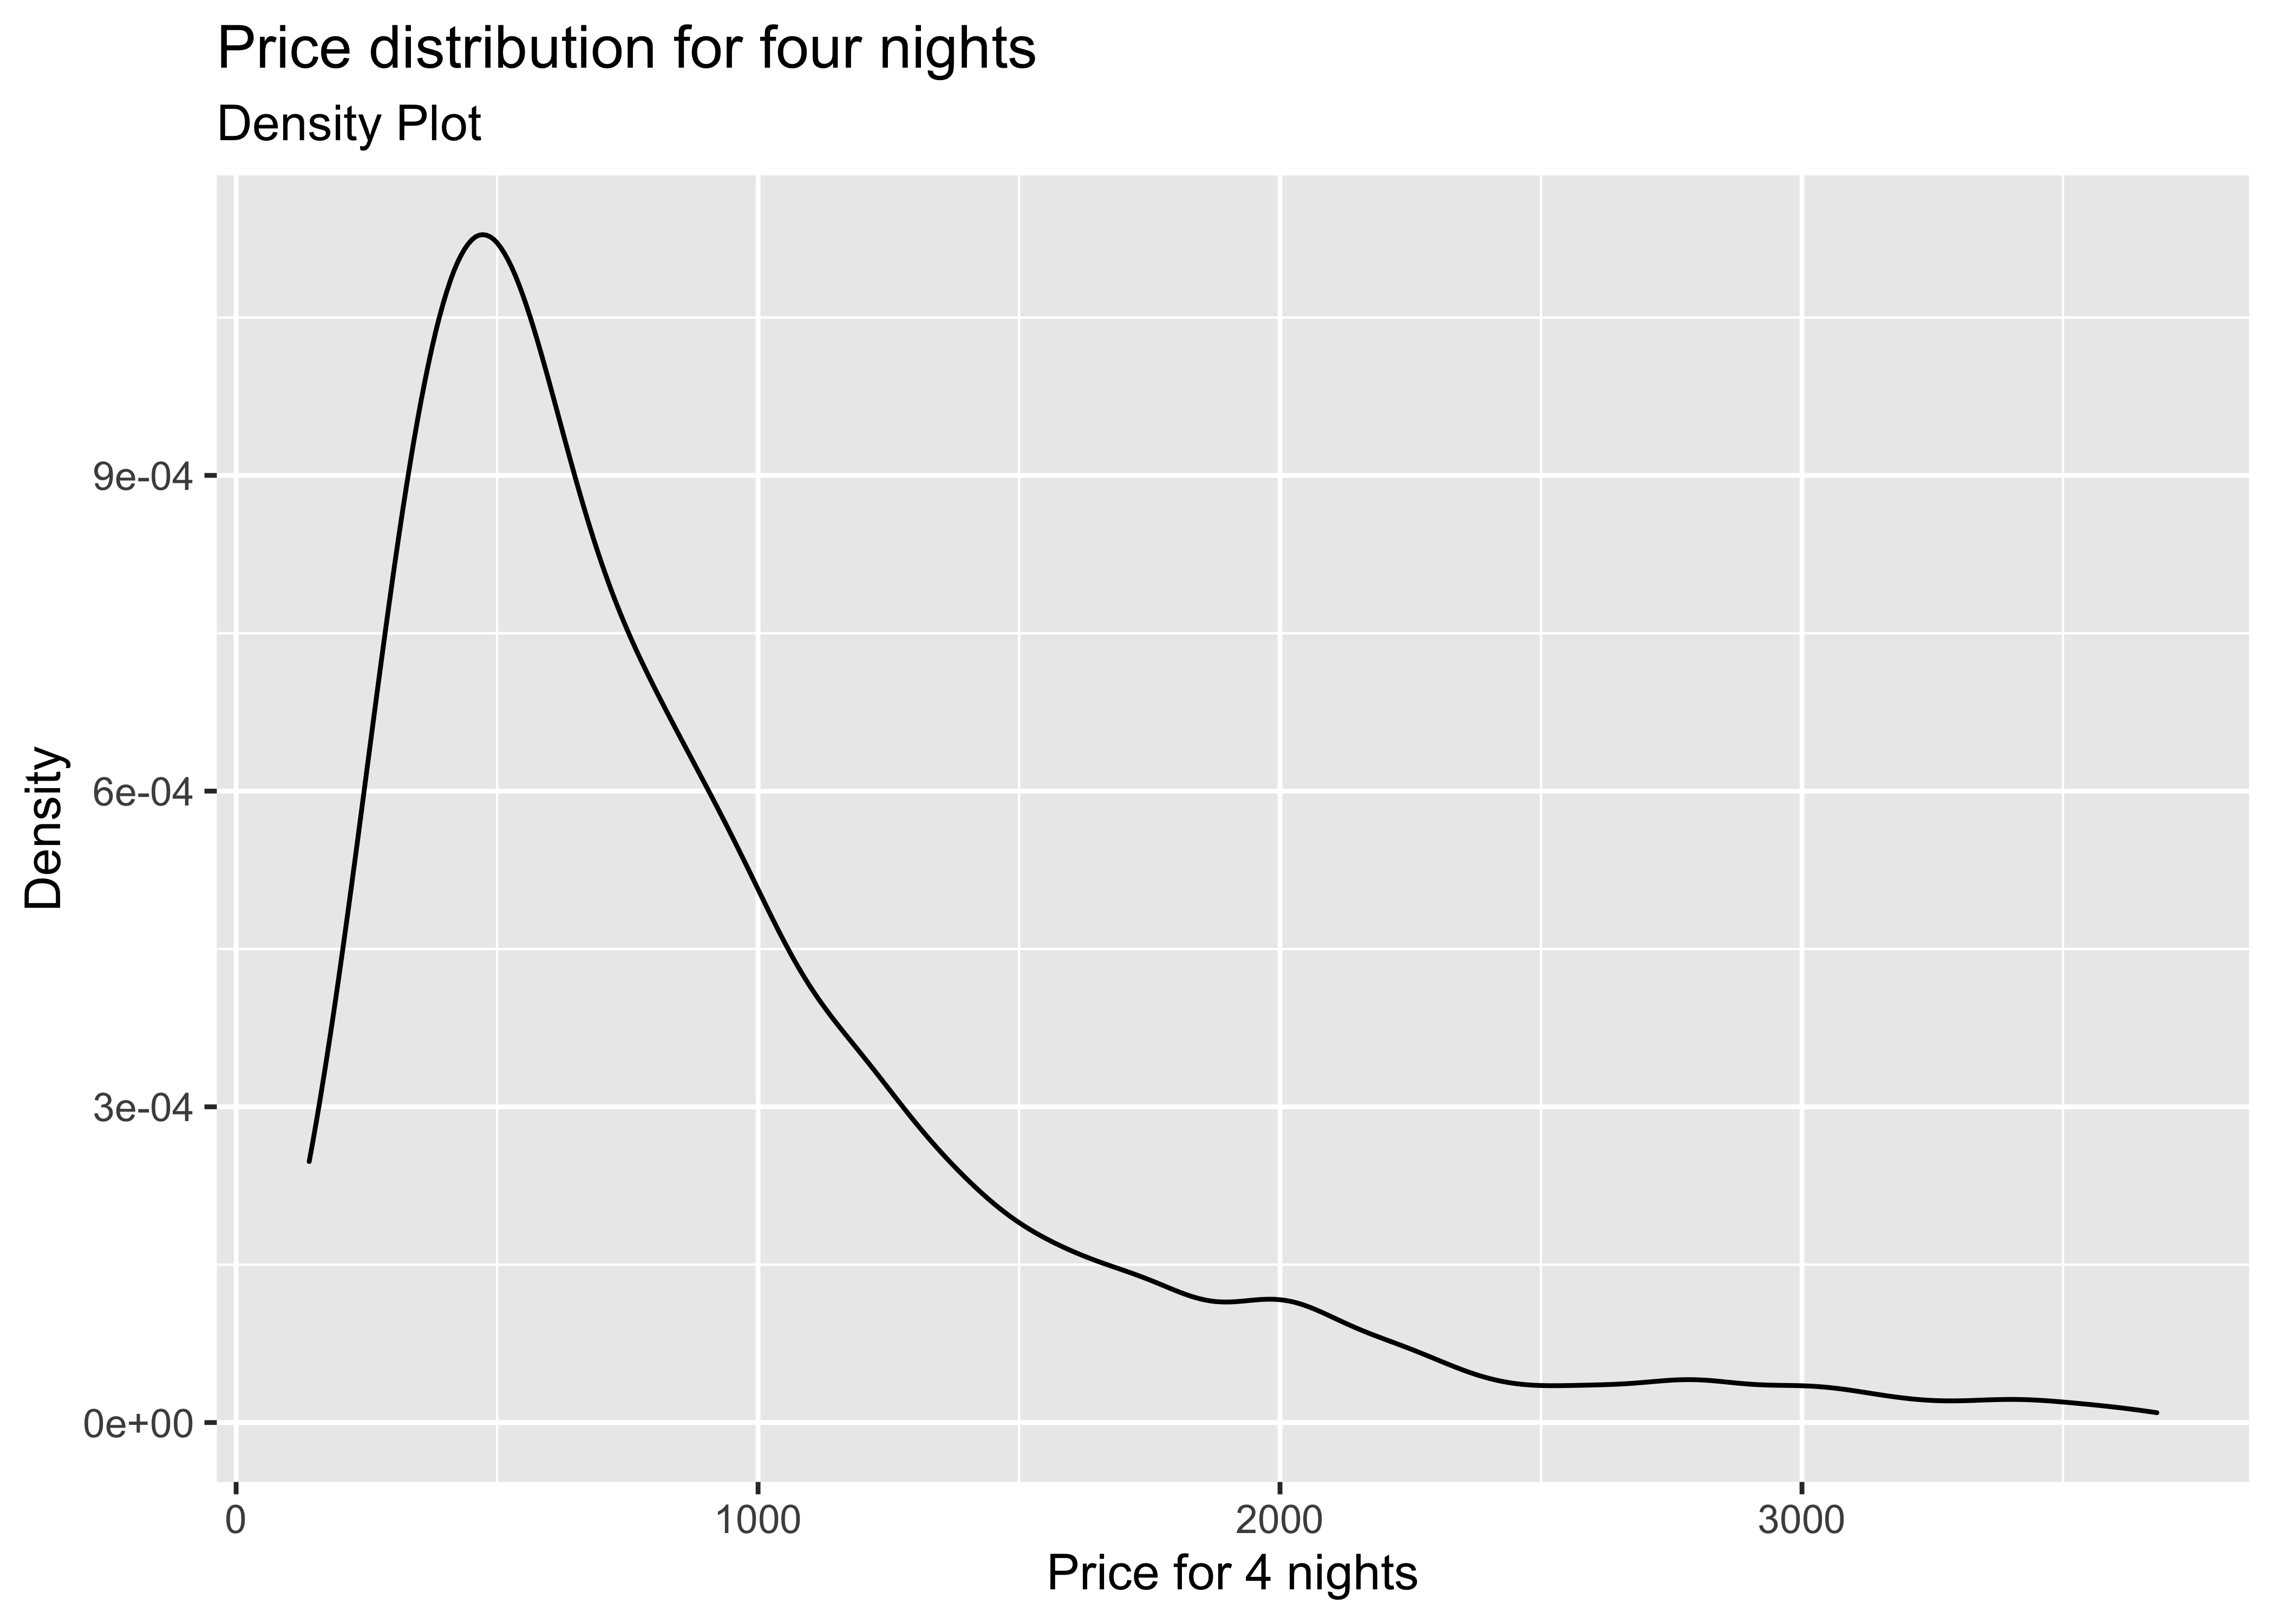 Price distribution for four nights
Density Plot
Density
9e-04
6e-04
3e-04
0e+00
0
1000
2000
3000
Price for 4 nights